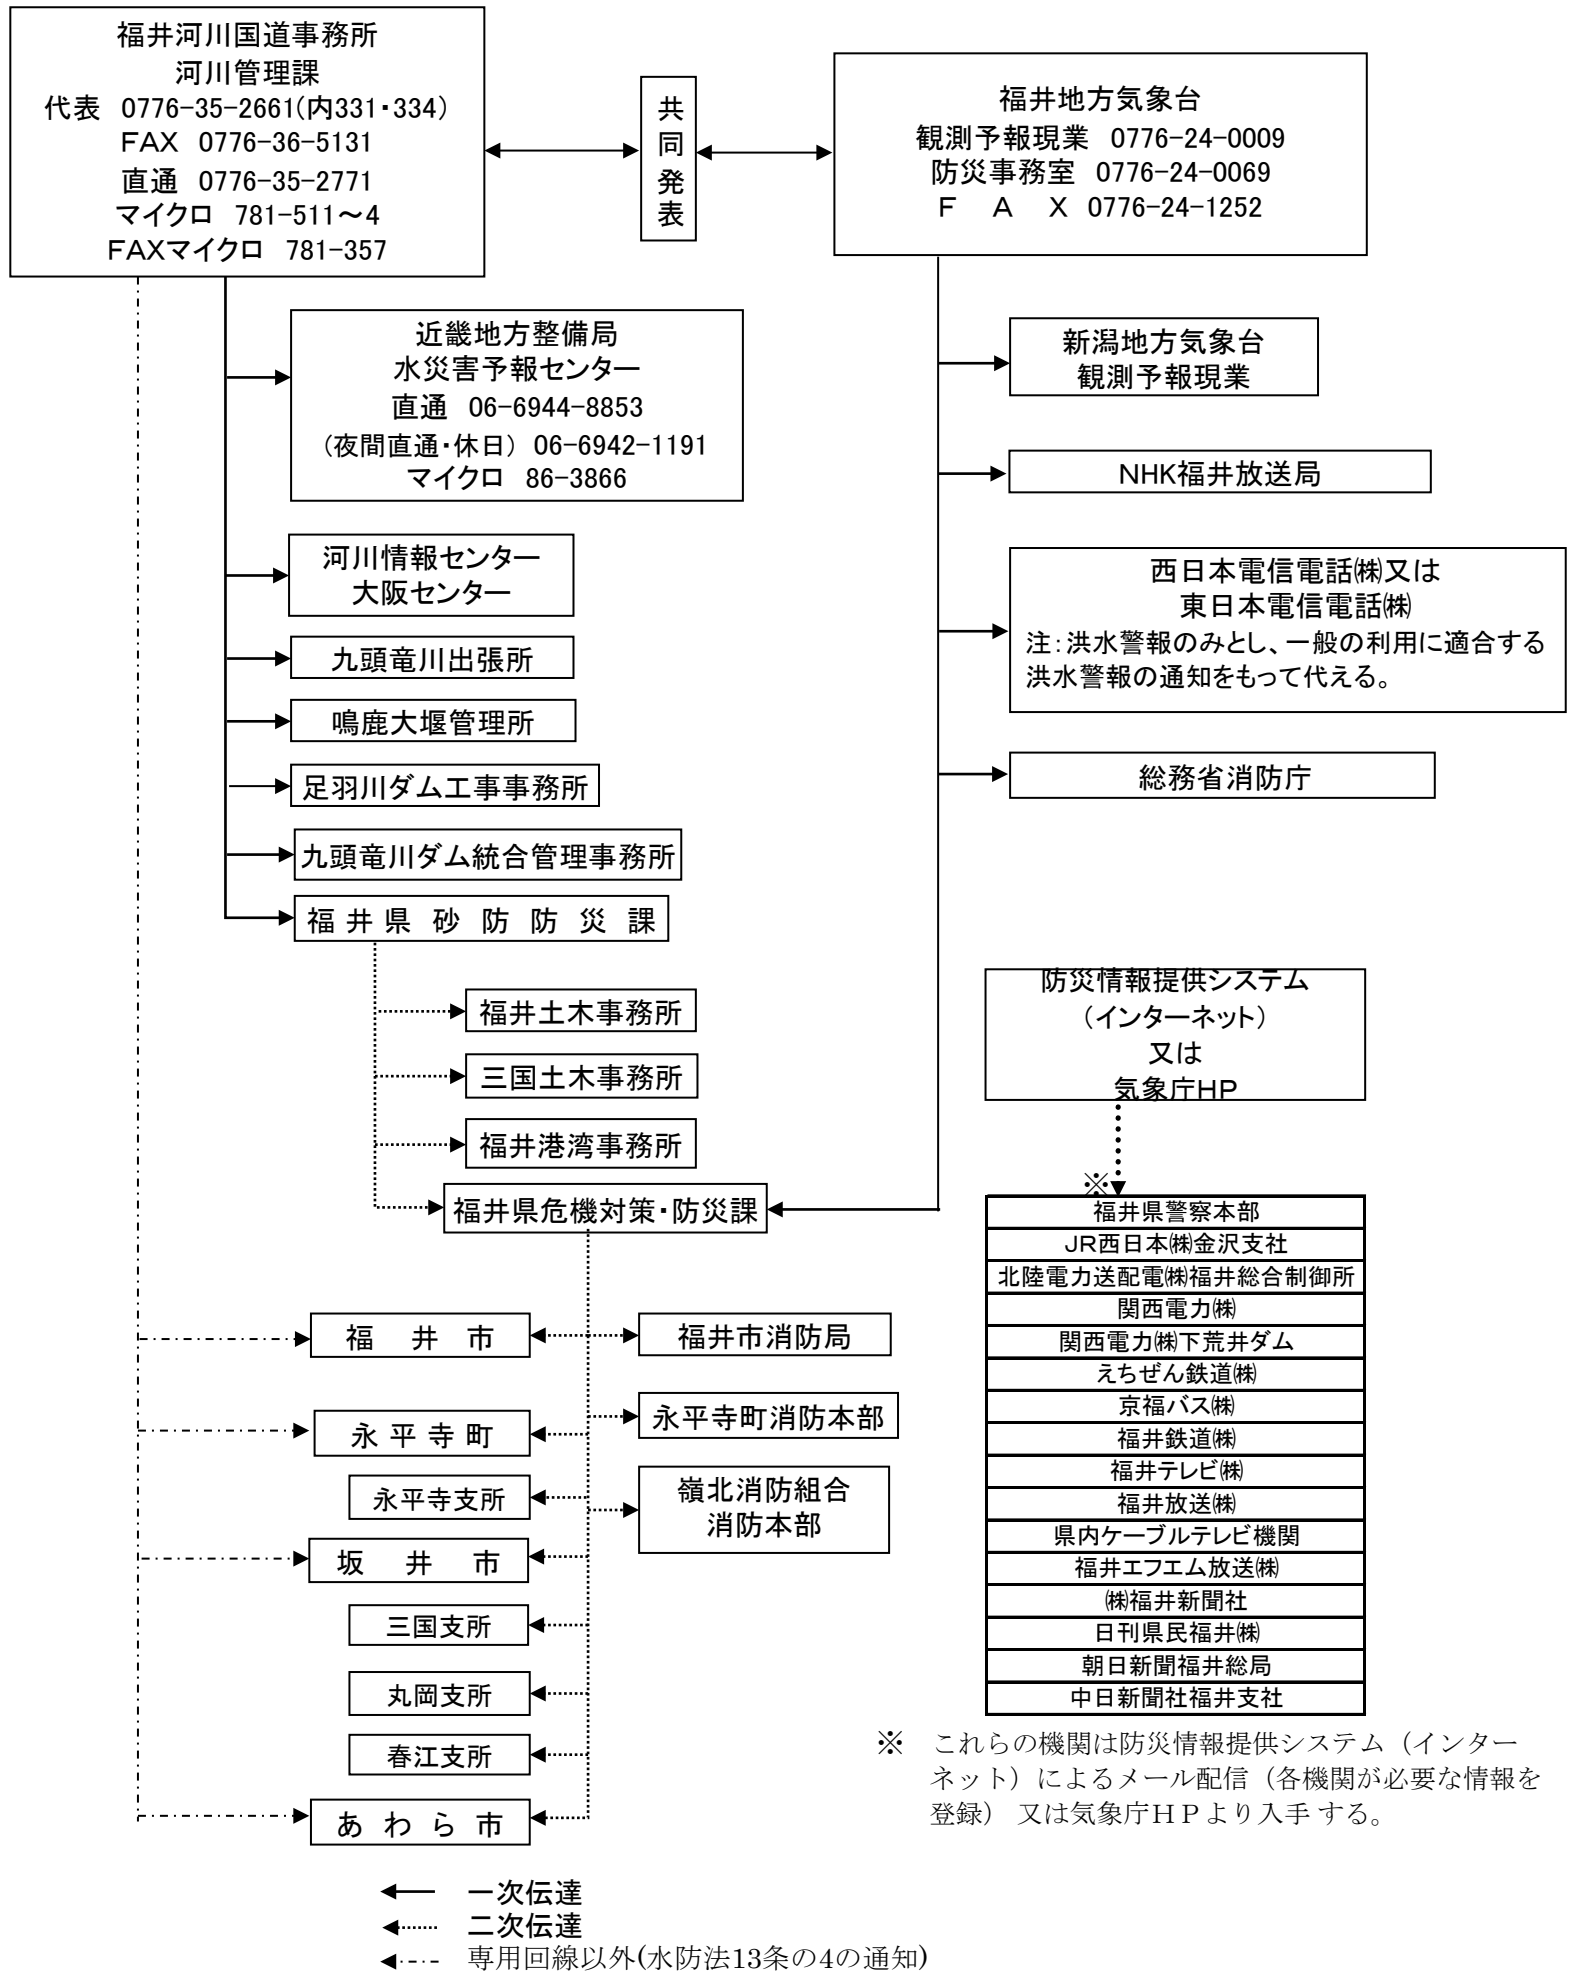 福井河川国道事務所
河川管理課
代表 0776-35-2661(内331・334)
FAX 0776-36-5131
直通 0776-35-2771
マイクロ 781-511～4
FAXマイクロ 781-357
共
同
発
表
福井地方気象台
観測予報現業 0776-24-0009
防災事務室 0776-24-0069
F A X 0776-24-1252
近畿地方整備局
水災害予報センター
直通 06-6944-8853
(夜間直通・休日) 06-6942-1191
マイクロ 86-3866
河川情報センター
大阪センター
九頭竜川出張所
鳴鹿大堰管理所
足羽川ダム工事事務所
九頭竜川ダム統合管理事務所
福井県砂防防災課
福井土木事務所
三国土木事務所
福井港湾事務所
福井県危機対策・防災課
新潟地方気象台
観測予報現業
NHK福井放送局
西日本電信電話㈱又は
東日本電信電話㈱
注：洪水警報のみとし、一般の利用に適合する
洪水警報の通知をもって代える。
総務省消防庁
防災情報提供システム
（インターネット）
又は
気象庁HP
※
福井県警察本部
JR西日本㈱金沢支社
北陸電力送配電㈱福井総合制御所
関西電力㈱
関西電力㈱下荒井ダム
えちぜん鉄道㈱
京福バス㈱
福井鉄道㈱
福井テレビ㈱
福井放送㈱
県内ケーブルテレビ機関
福井エフエム放送㈱
㈱福井新聞社
日刊県民福井㈱
朝日新聞福井総局
中日新聞社福井支社
※ これらの機関は防災情報提供システム（インター
ネット）によるメール配信（各機関が必要な情報を
登録） 又は気象庁ＨＰより入手する。
福井市
福井市消防局
永平寺町
永平寺町消防本部
永平寺支所
嶺北消防組合
消防本部
坂井市
三国支所
丸岡支所
春江支所
あわら市
一次伝達
二次伝達
専用回線以外(水防法13条の4の通知)